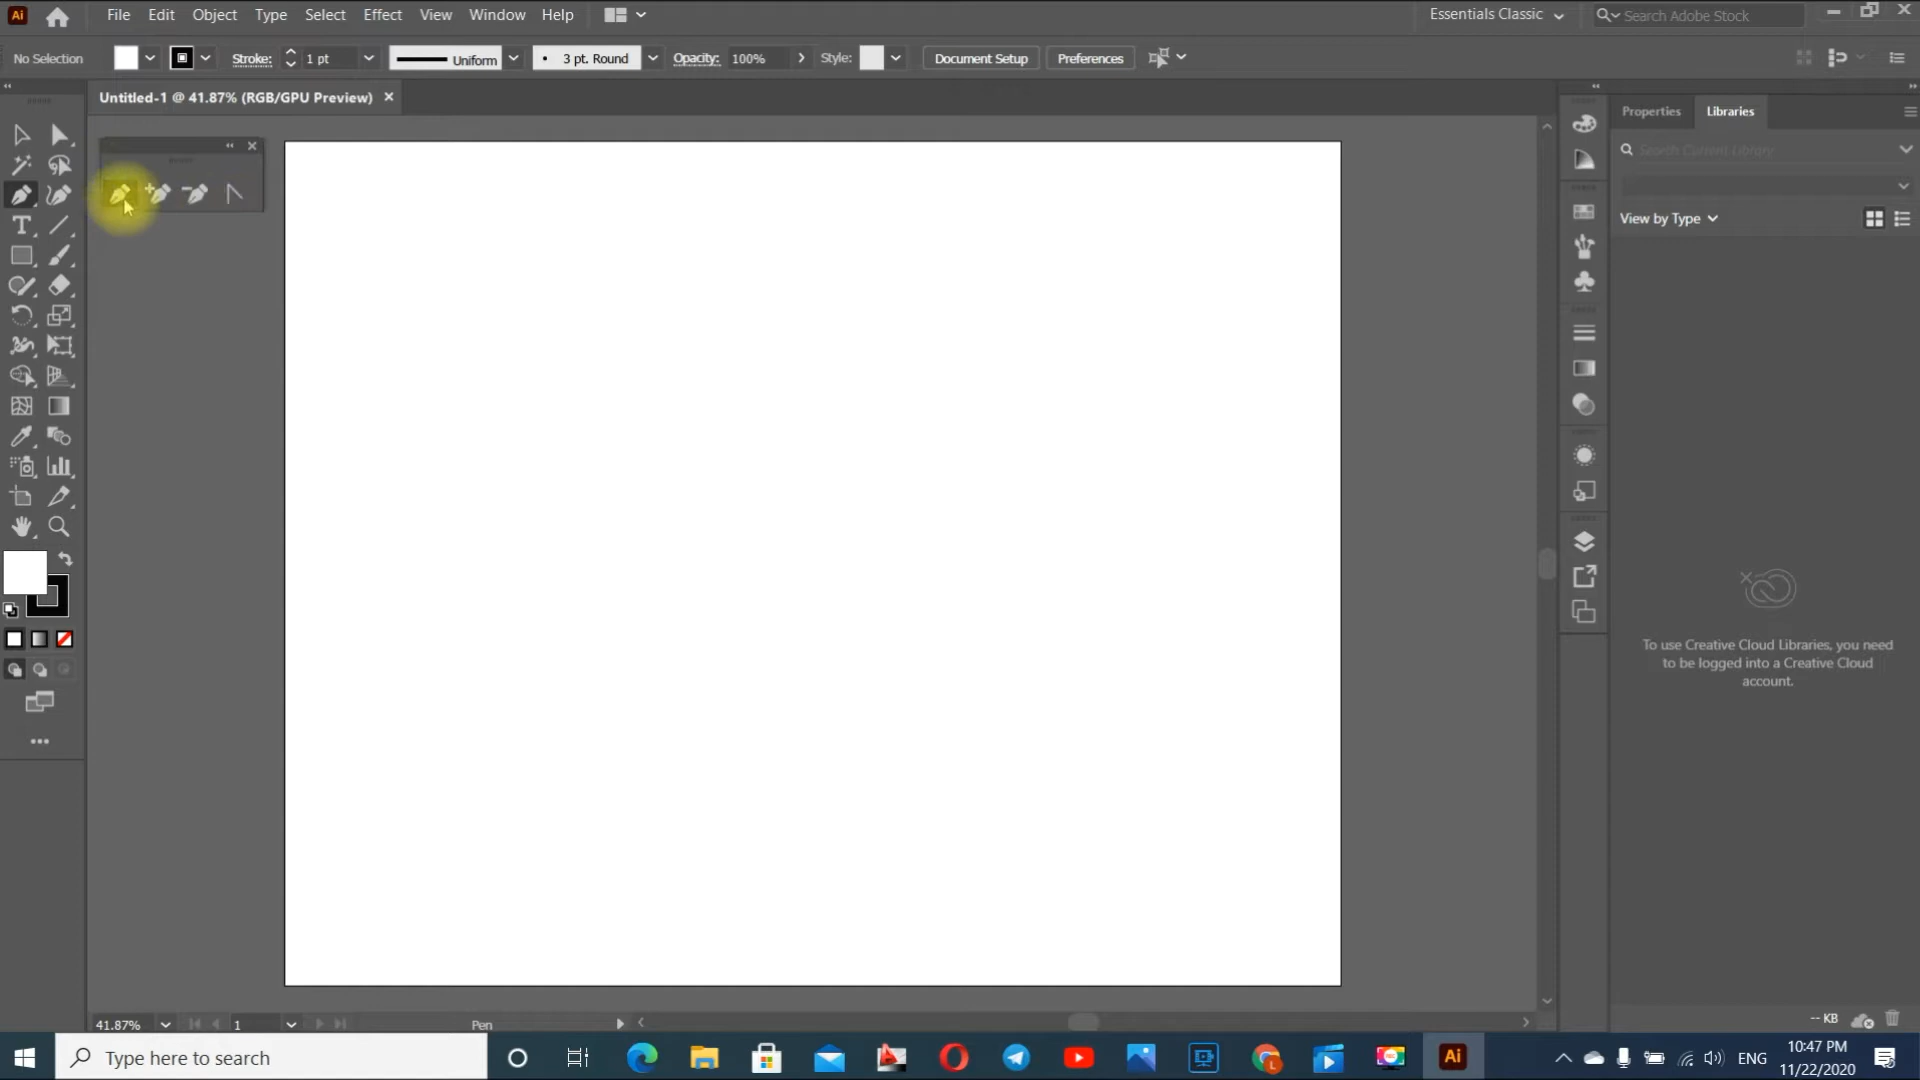 Ai File Edit Object Type Select Effect View Window Help Essentials Classic Search Adobe Stock
No Selection Stroke: 1 pt Uniform 3 pt. Round Opacity: 100% Style: Document Setup Preferences
Untitled-1 @ 41.87% (RGB/GPU Preview)
Properties Libraries
Search Current Library
View by Type
To use Creative Cloud Libraries, you need
to be logged into a Creative Cloud
account.
-- KB
41.87% 1 Pen
Type here to search Ai ENG 10:47 PM
11/22/2020